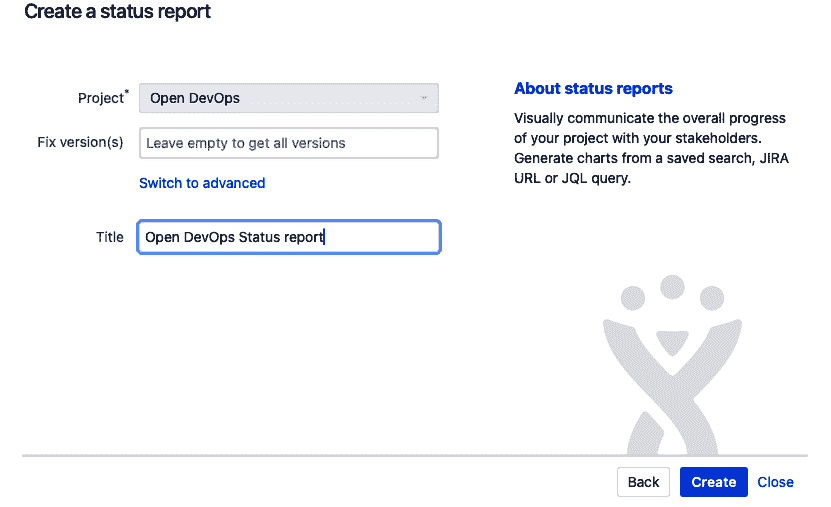 Create a status report
Project*
Open DevOps
Fix version(s)
Leave empty to get all versions
Switch to advanced
Title
Open DevOps Status report
About status reports
Visually communicate the overall progress
of your project with your stakeholders.
Generate charts from a saved search, JIRA
URL or JQL query.
Back
Create
Close